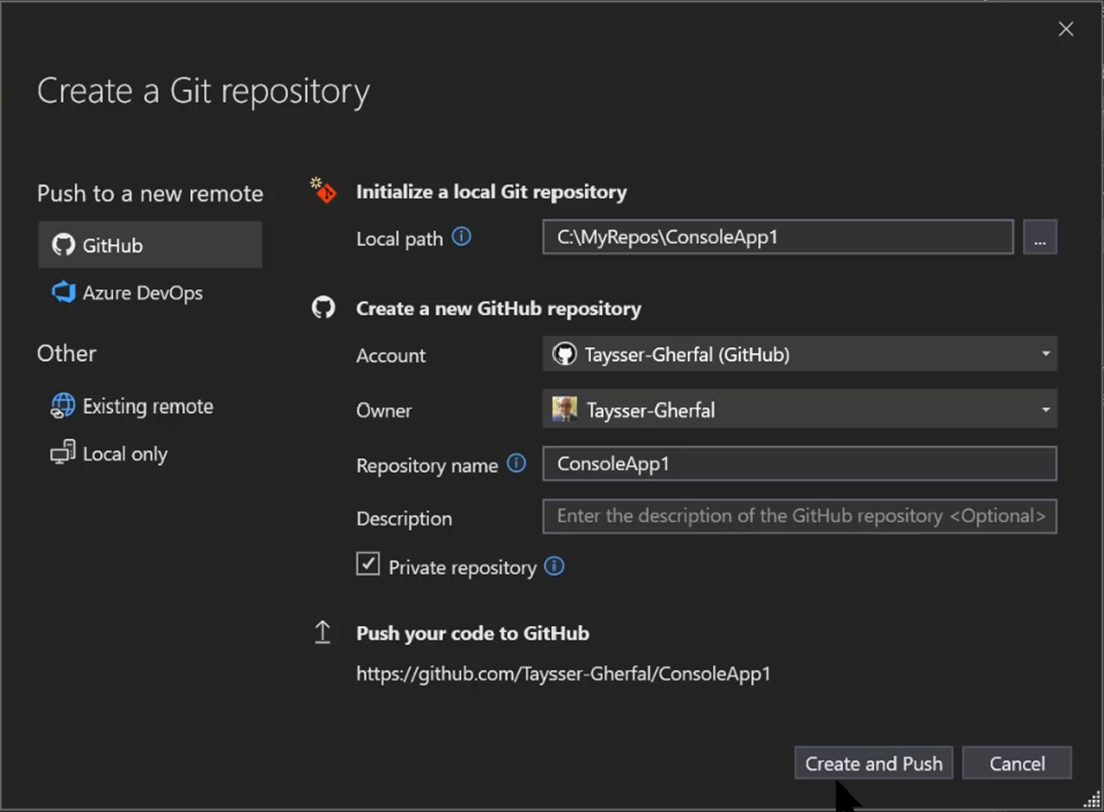 Create a Git repository
Push to a new remote
GitHub
Azure DevOps
Other
Existing remote
Local only
Initialize a local Git repository
Local path C:\MyRepos\ConsoleApp1 ...
Create a new GitHub repository
Account Taysser-Gherfal (GitHub)
Owner Taysser-Gherfal
Repository name ConsoleApp1
Description Enter the description of the GitHub repository <Optional>
Private repository
Push your code to GitHub
https://github.com/Taysser-Gherfal/ConsoleApp1
Create and Push Cancel